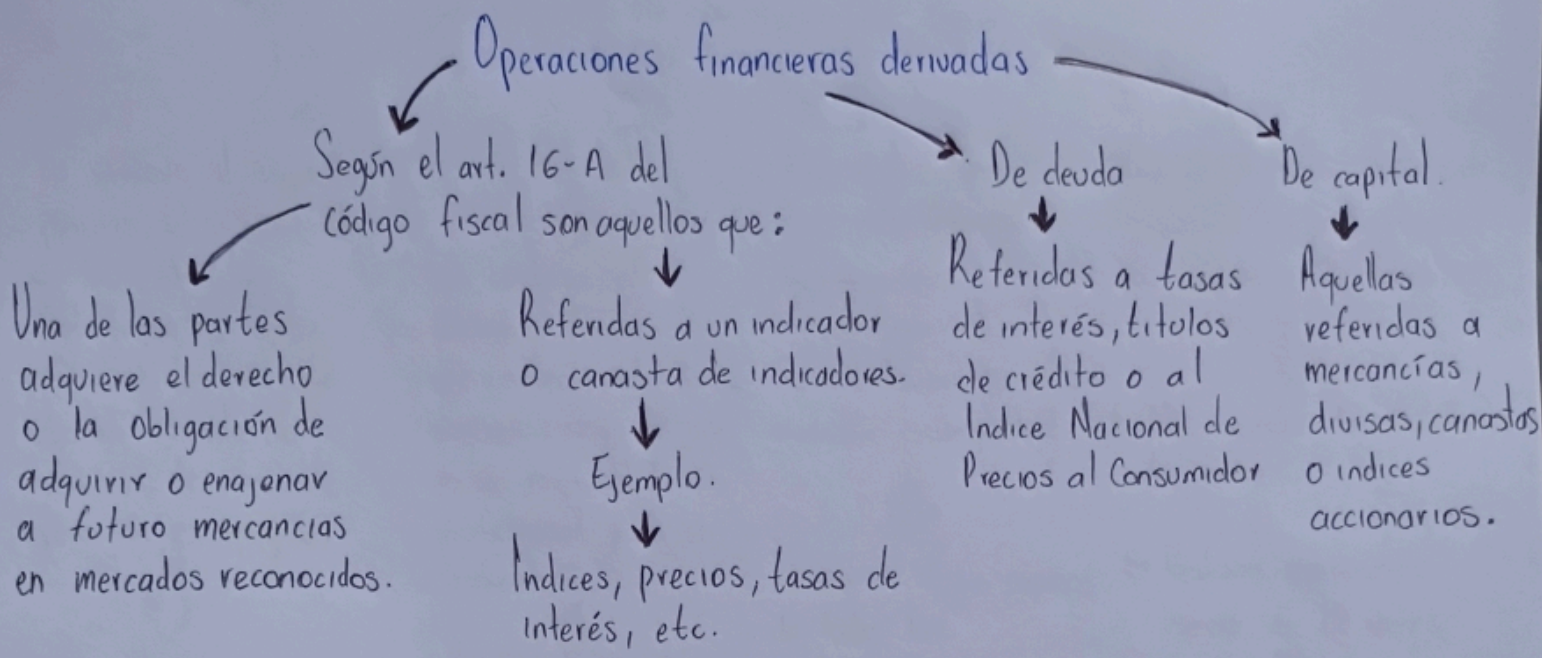 Operaciones financieras derivadas
Según el art. 16-A del
código fiscal son aquellos que:
Una de las partes
adquiere el derecho
o la obligación de
adquirir o enajenar
a futuro mercancias
en mercados reconocidos.
Referidas a un indicador
o canasta de indicadores.
Ejemplo.
Índices, precios, tasas de
interés, etc.
De deuda
Referidas a tasas
de interés, titulos
de crédito o al
Indice Nacional de
Precios al Consumidor
De capital.
Aquellas
referidas a
mercancías,
divisas, canastas
o indices
accionarios.